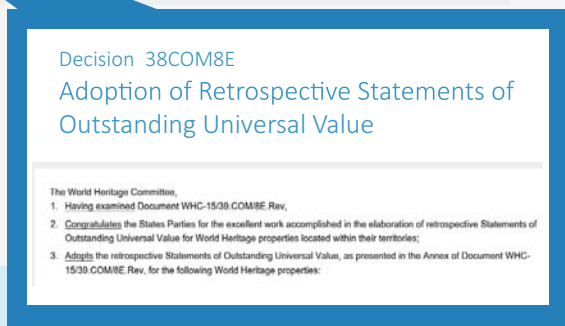 Decision 38COM8E
Adoption of Retrospective Statements of
Outstanding Universal Value
The World Heritage Committee,
1. Having examined Document WHC-15/39.COM/8E.Rev,
2. Congratulates the States Parties for the excellent work accomplished in the elaboration of retrospective Statements of
Outstanding Universal Value for World Heritage properties located within their territories;
3. Adopts the retrospective Statements of Outstanding Universal Value, as presented in the Annex of Document WHC-
15/39.COM/8E.Rev, for the following World Heritage properties: